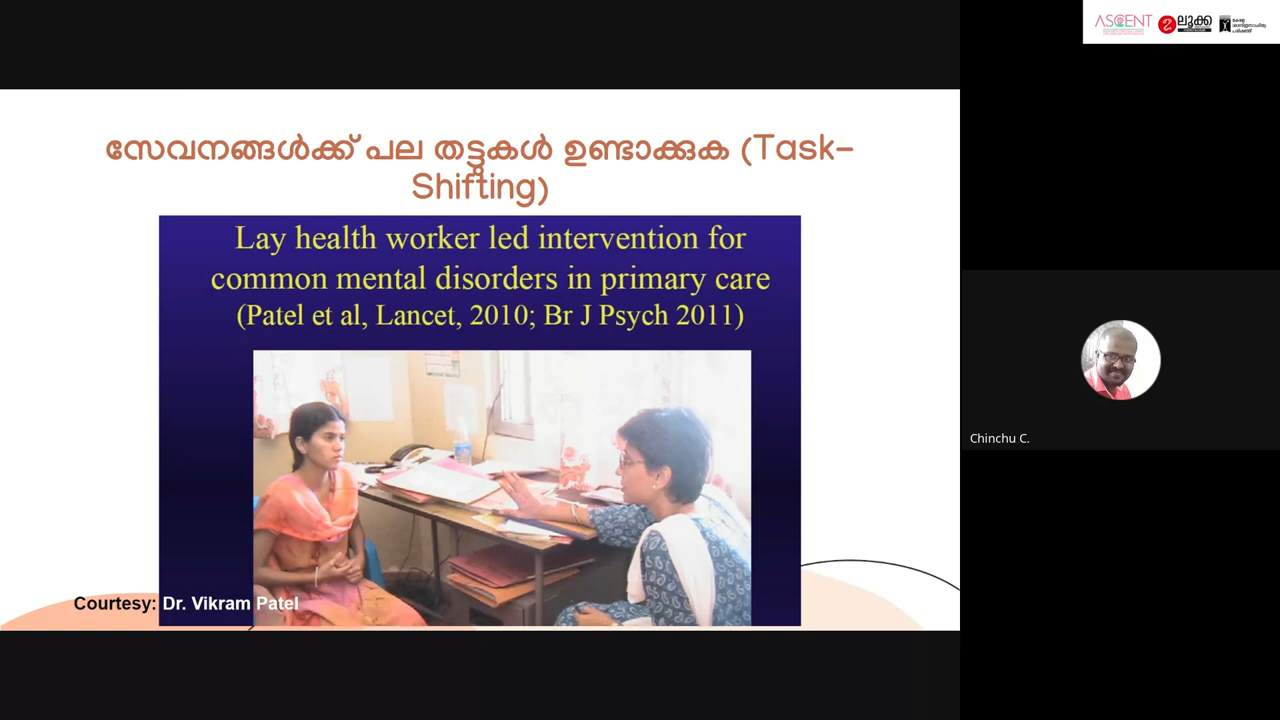 ASCENT
ലൂക്ക
സേവനങ്ങൾക്ക് പല തട്ടുകൾ ഉണ്ടാക്കുക (Task-
Shifting)
Lay health worker led intervention for
common mental disorders in primary care
(Patel et al, Lancet, 2010; Br J Psych 2011)
Courtesy: Dr. Vikram Patel
Chinchu C.